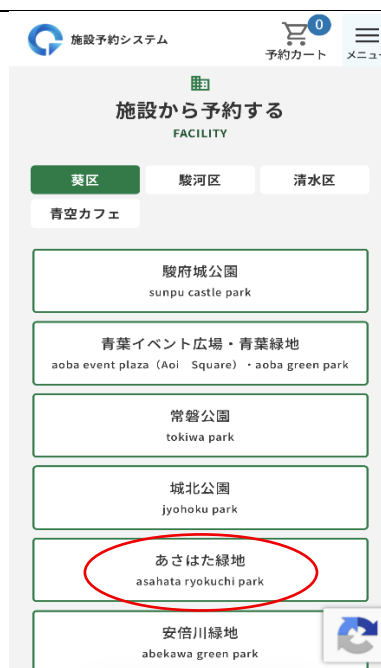 施設予約システム
0
予約カート
メニュー
施設から予約する
FACILITY
葵区
駿河区
清水区
青空カフェ
駿府城公園
sunpu castle park
青葉イベント広場・青葉緑地
aoba event plaza（Aoi　Square）・aoba green park
常磐公園
tokiwa park
城北公園
jyohoku park
あさはた緑地
asahata ryokuchi park
安倍川緑地
abekawa green park